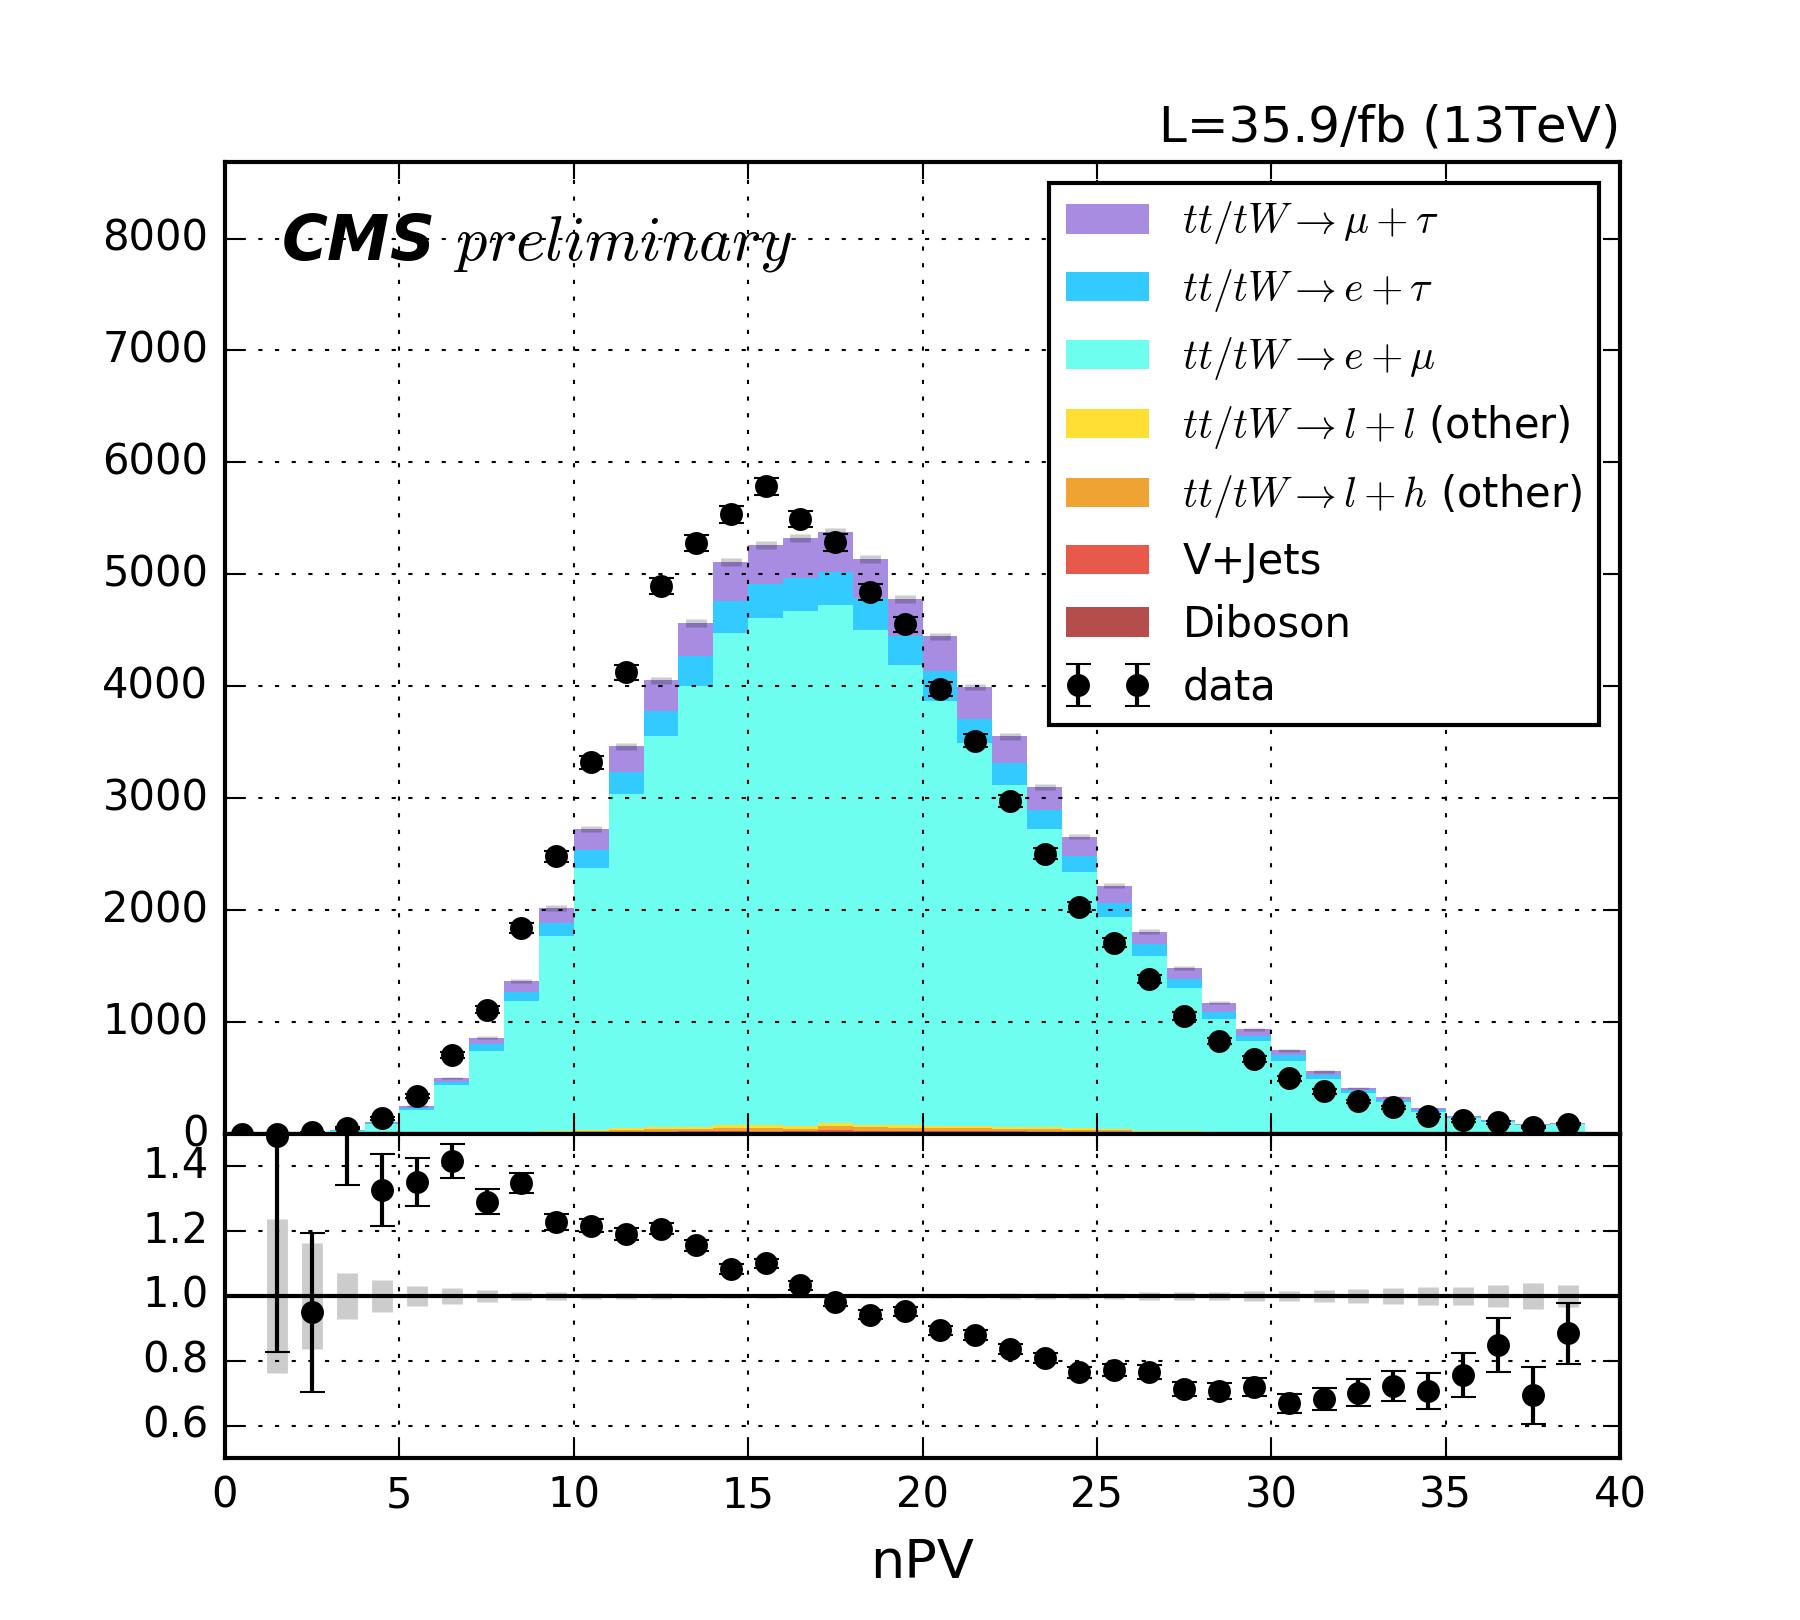 L=35.9/fb (13TeV)
CMS preliminary
8000
7000
6000
5000
4000
3000
2000
1000
0
tt/tW→μ+τ
tt/tW→e+τ
tt/tW→e+μ
tt/tW→l+l (other)
tt/tW→l+h (other)
V+Jets
Diboson
data
1.4
1.2
1.0
0.8
0.6
0 5 10 15 20 25 30 35 40
nPV